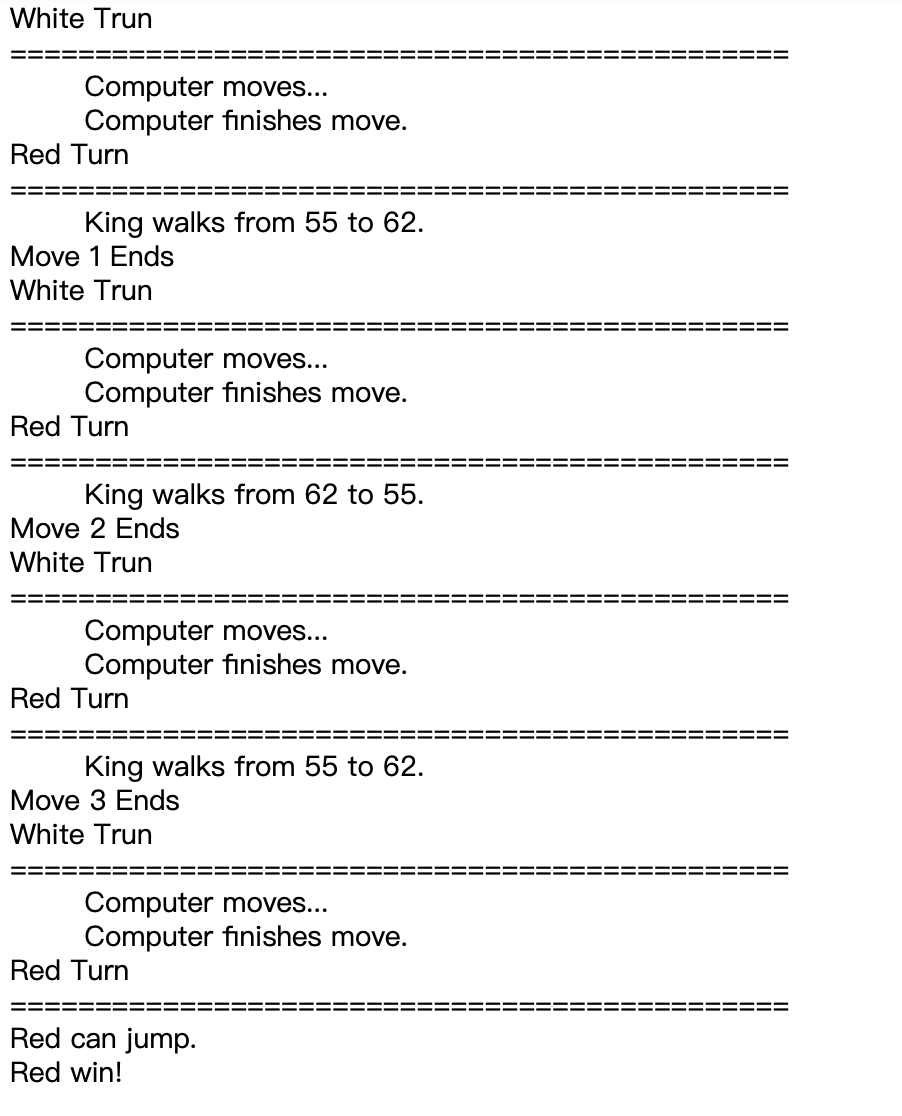 White Trun
==============================================
Computer moves...
Computer finishes move.
Red Turn
==============================================
King walks from 55 to 62.
Move 1 Ends
White Trun
==============================================
Computer moves...
Computer finishes move.
Red Turn
==============================================
King walks from 62 to 55.
Move 2 Ends
White Trun
==============================================
Computer moves...
Computer finishes move.
Red Turn
==============================================
King walks from 55 to 62.
Move 3 Ends
White Trun
==============================================
Computer moves...
Computer finishes move.
Red Turn
==============================================
Red can jump.
Red win!